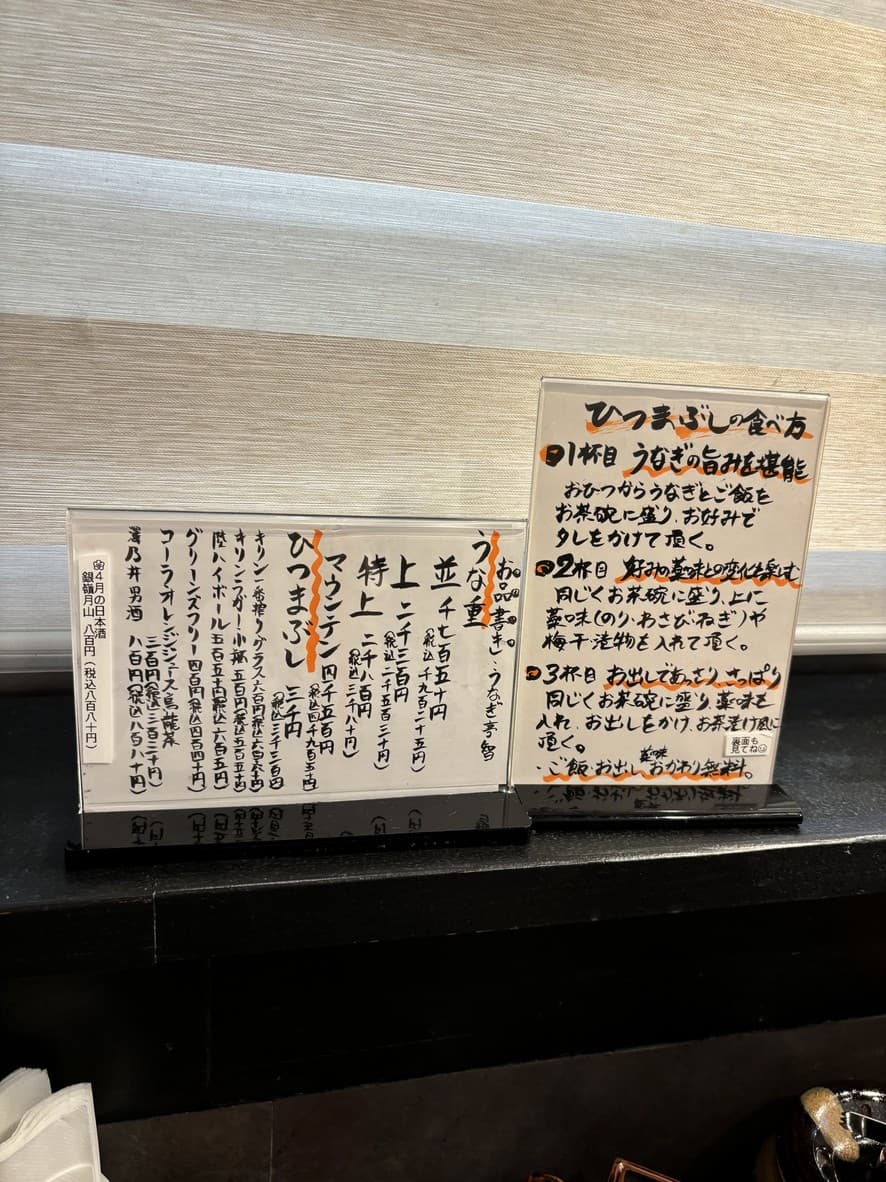 お品書き・うなぎ亭 智
うな重
並 千七百五十円
(税込 千九百二十五円)
上 二千三百円
(税込 二千五百三十円)
特上 二千八百円
(税込 三千八十円)
マウンテン 四千五百円
(税込 四千九百五十円)
ひつまぶし 三千円
(税込 三千三百円)
キリン一番搾りグラス 六百円(税込 六百六十円)
キリンラガー小瓶 五百円(税込 五百五十円)
陸ハイボール 五百五十円(税込 六百五円)
グリーンズフリー 四百円(税込 四百四十円)
コーラ オレンジジュース 烏龍茶
三百円(税込 三百三十円)
澤乃井男酒 八百円(税込 八百八十円)
4月の日本酒
銀嶺月山 八百円(税込八百八十円)
ひつまぶしの食べ方
1杯目 うなぎの旨みを堪能
おひつからうなぎとご飯を
お茶碗に盛り、お好みで
タレをかけて頂く。
2杯目 好みの薬味との変化を楽しむ
同じくお茶碗に盛り、上に
薬味(のり・わさび・ねぎ)や
梅干・漬物を入れて頂く。
3杯目 お出しであっさり、さっぱり
同じくお茶碗に盛り、薬味を
入れ、お出しをかけ、お茶漬け風に
頂く。
裏面も
見てね
・ご飯・お出し・薬味おかわり無料。